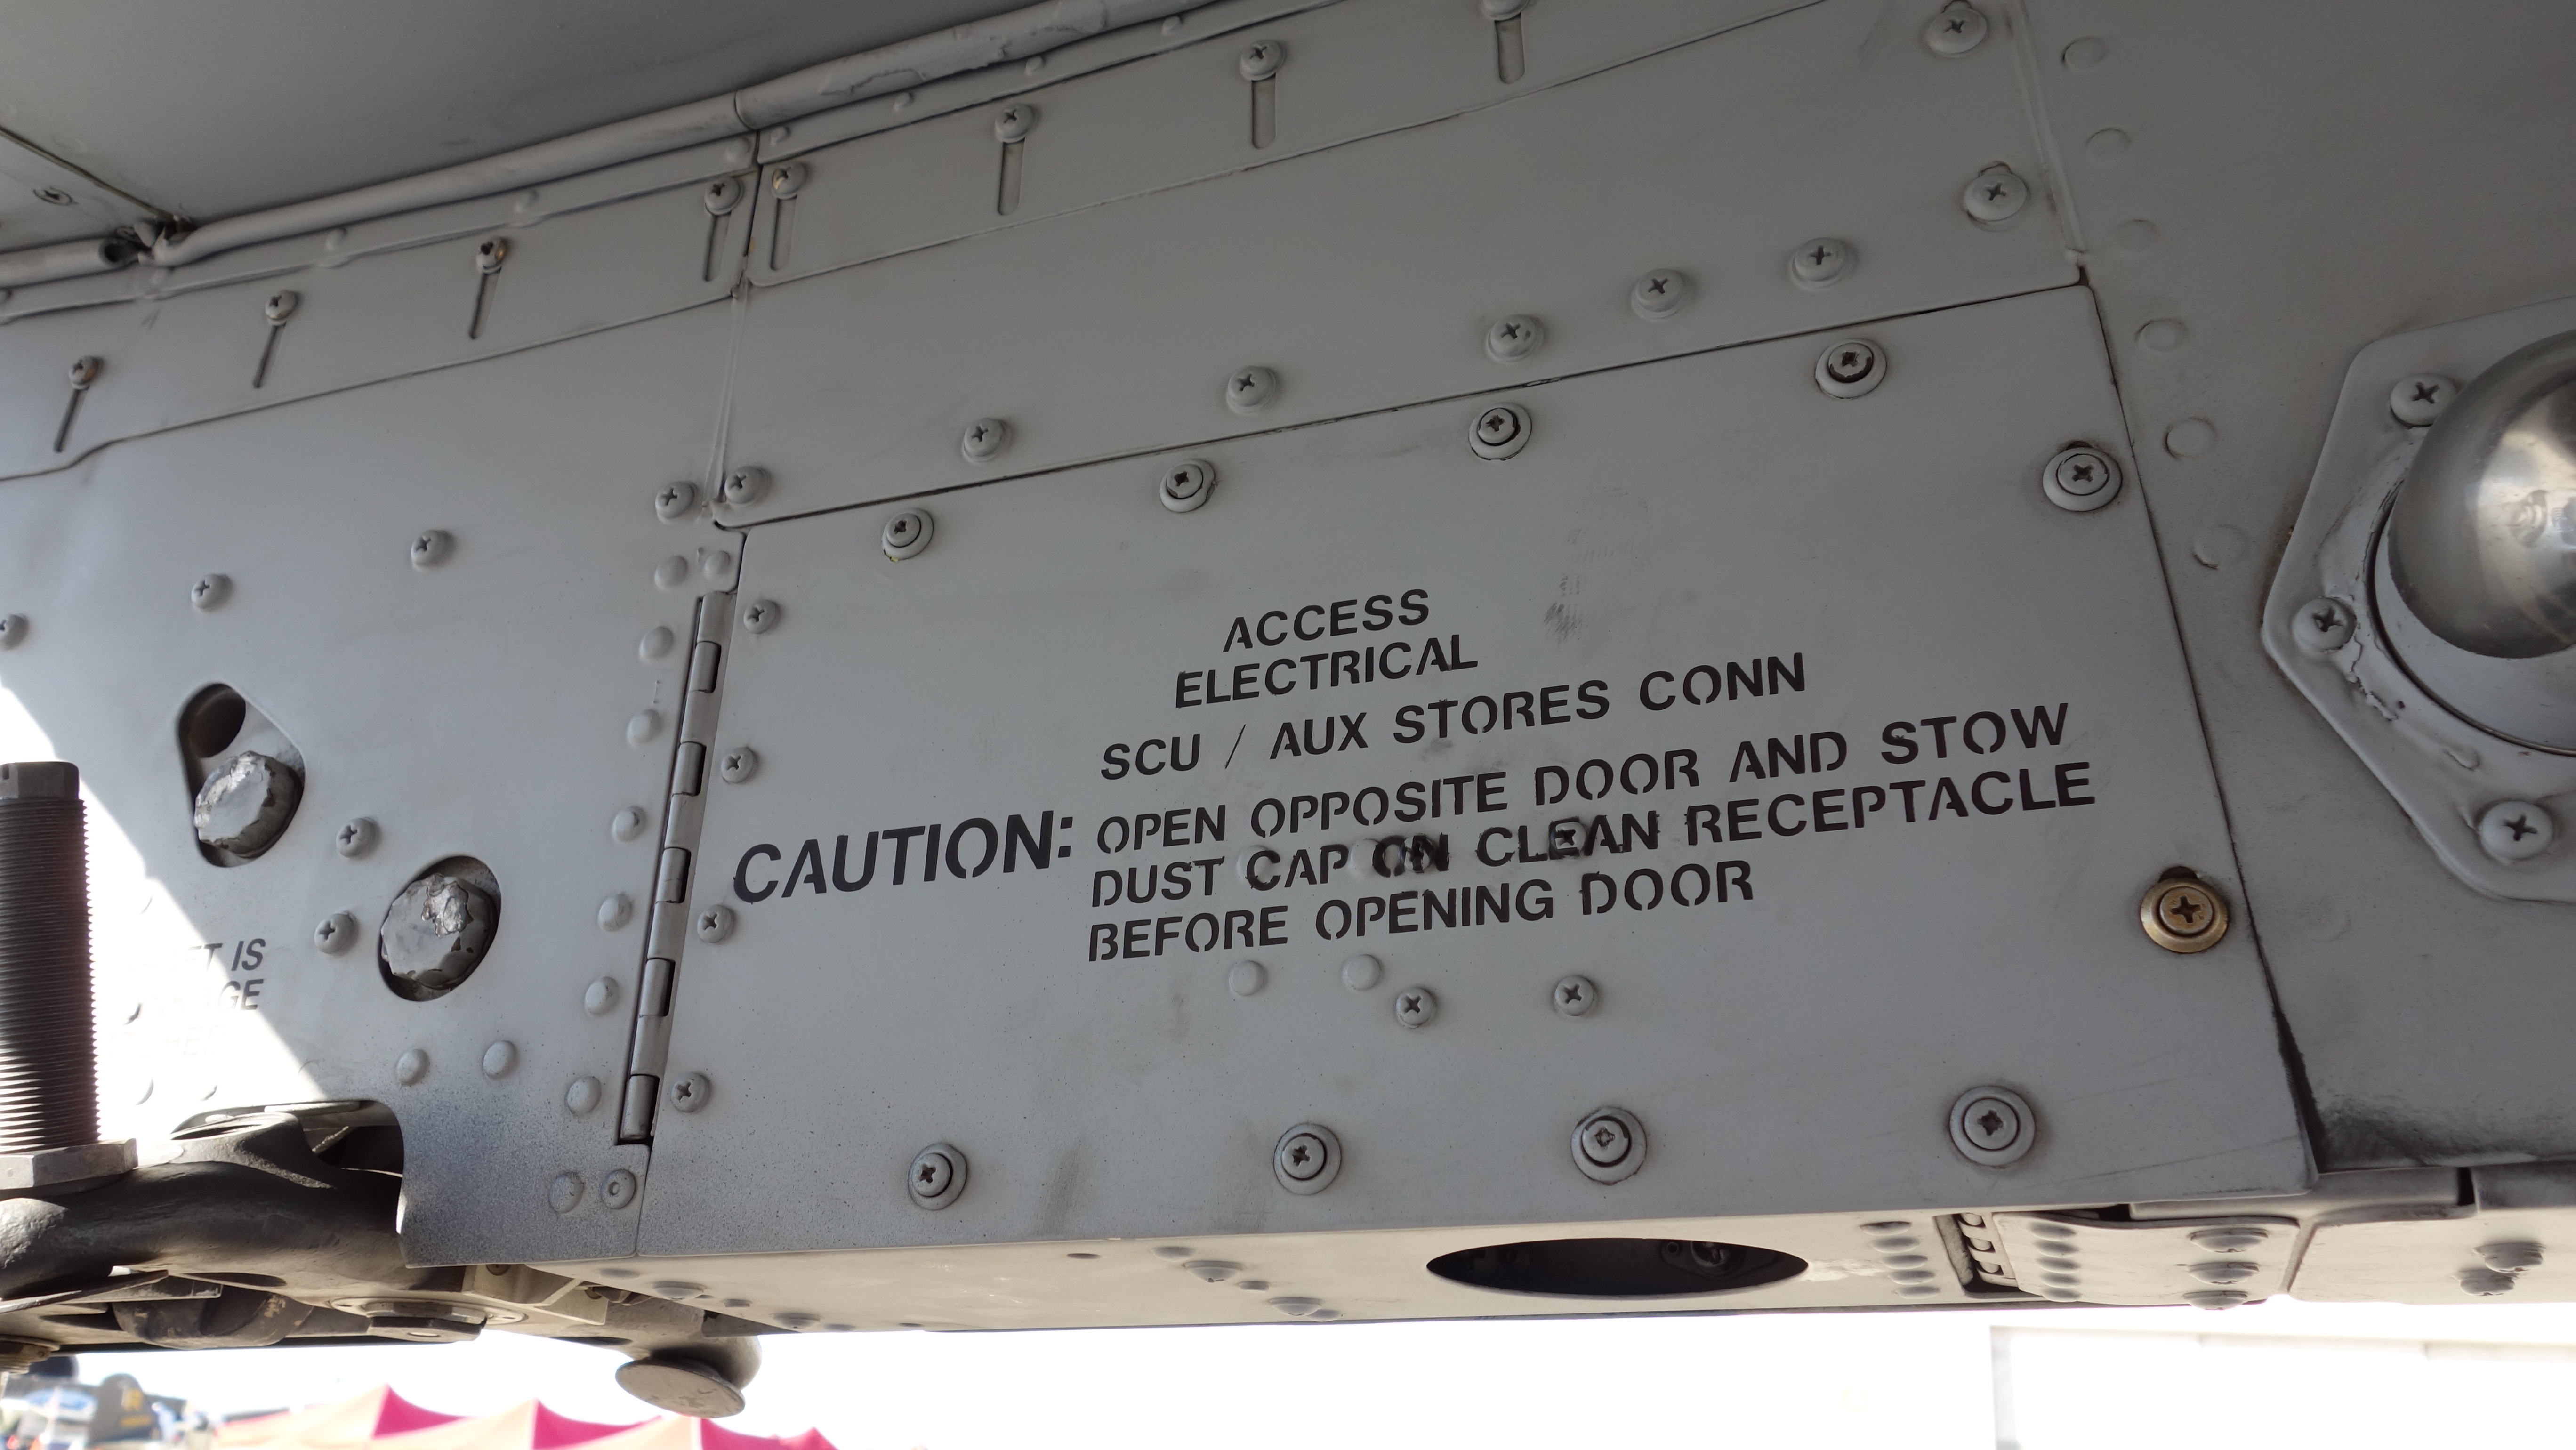 ACCESS
ELECTRICAL
SCU / AUX STORES CONN
CAUTION: OPEN OPPOSITE DOOR AND STOW
DUST CAP ON CLEAN RECEPTACLE
BEFORE OPENING DOOR
IS